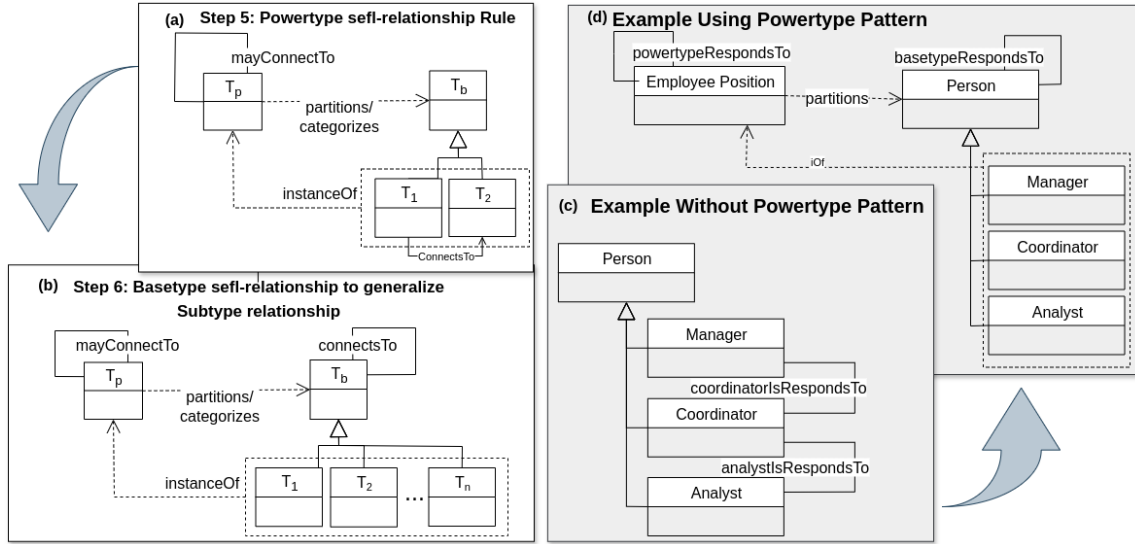 (a) Step 5: Powertype sefl-relationship Rule
mayConnectTo
Tp
Tb
partitions/
categorizes
instanceOf
T1
T2
ConnectsTo
(b) Step 6: Basetype sefl-relationship to generalize
Subtype relationship
mayConnectTo
connectsTo
Tp
Tb
partitions/
categorizes
instanceOf
T1
T2
...
Tn
(c) Example Without Powertype Pattern
Person
Manager
coordinatorIsRespondsTo
Coordinator
analystIsRespondsTo
Analyst
(d) Example Using Powertype Pattern
powertypeRespondsTo
basetypeRespondsTo
Employee Position
Person
partitions
iOf
Manager
Coordinator
Analyst